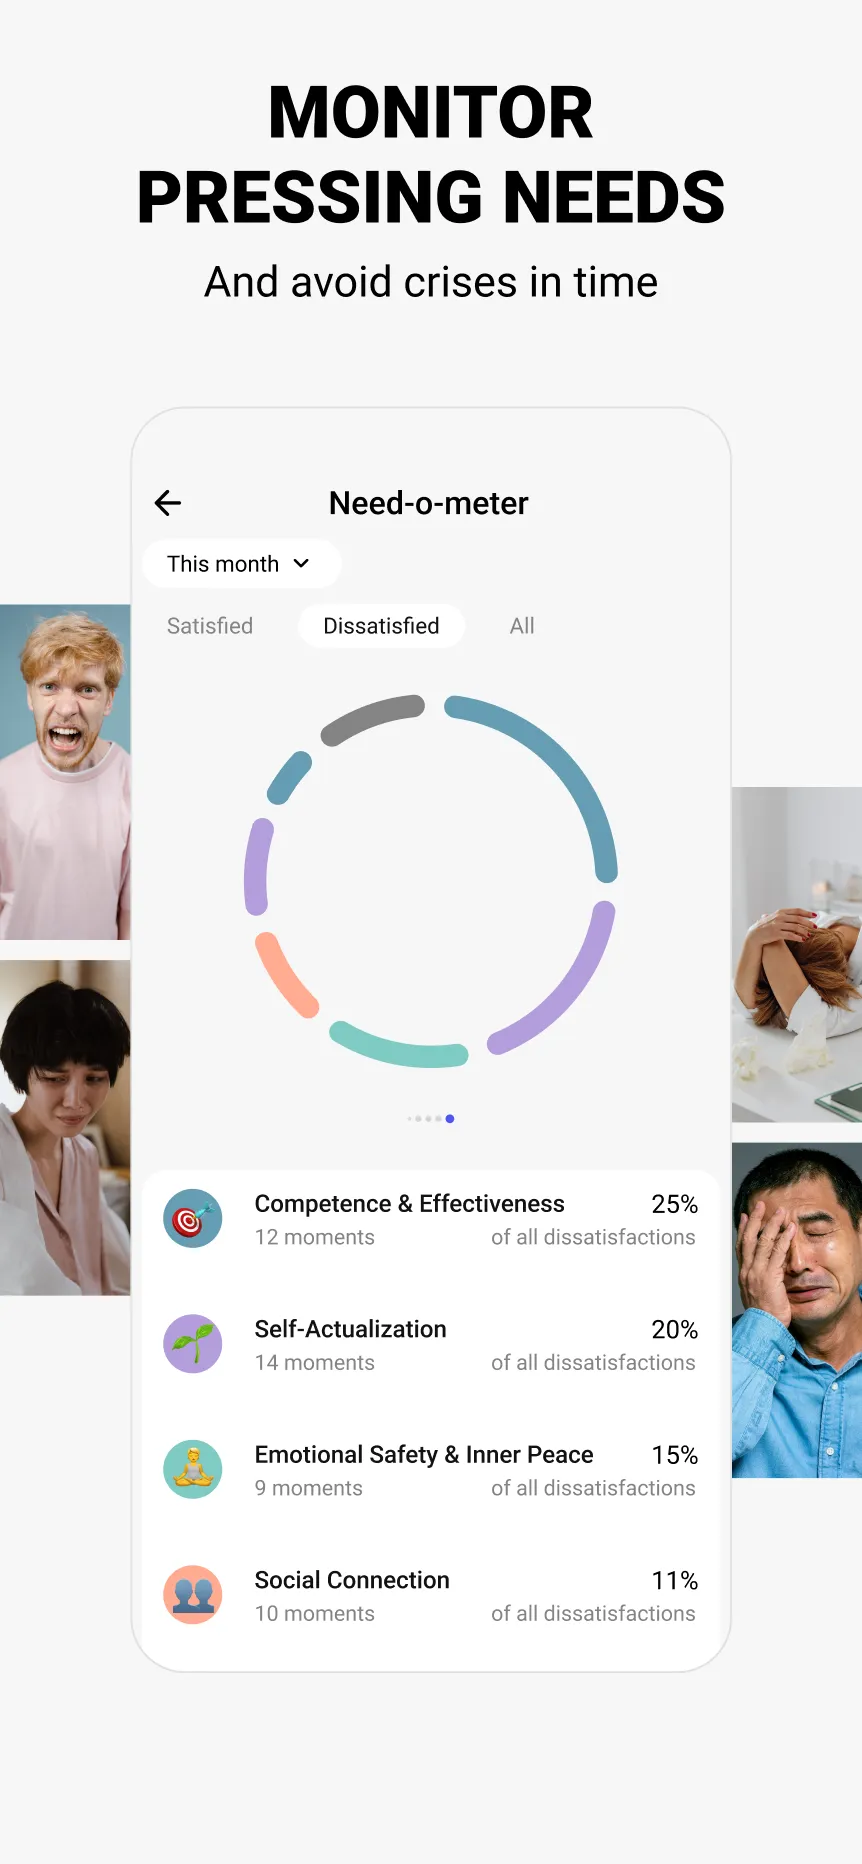 MONITOR
PRESSING NEEDS
And avoid crises in time
Need-o-meter
This month
Satisfied Dissatisfied All
Competence & Effectiveness 25%
12 moments of all dissatisfactions
Self-Actualization 20%
14 moments of all dissatisfactions
Emotional Safety & Inner Peace 15%
9 moments of all dissatisfactions
Social Connection 11%
10 moments of all dissatisfactions